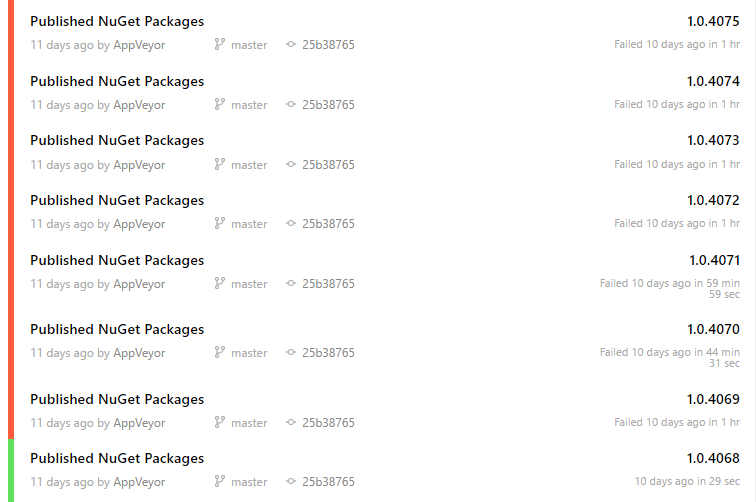 Published NuGet Packages 1.0.4075
11 days ago by AppVeyor master 25b38765 Failed 10 days ago in 1 hr
Published NuGet Packages 1.0.4074
11 days ago by AppVeyor master 25b38765 Failed 10 days ago in 1 hr
Published NuGet Packages 1.0.4073
11 days ago by AppVeyor master 25b38765 Failed 10 days ago in 1 hr
Published NuGet Packages 1.0.4072
11 days ago by AppVeyor master 25b38765 Failed 10 days ago in 1 hr
Published NuGet Packages 1.0.4071
11 days ago by AppVeyor master 25b38765 Failed 10 days ago in 59 min
59 sec
Published NuGet Packages 1.0.4070
11 days ago by AppVeyor master 25b38765 Failed 10 days ago in 44 min
31 sec
Published NuGet Packages 1.0.4069
11 days ago by AppVeyor master 25b38765 Failed 10 days ago in 1 hr
Published NuGet Packages 1.0.4068
11 days ago by AppVeyor master 25b38765 10 days ago in 29 sec